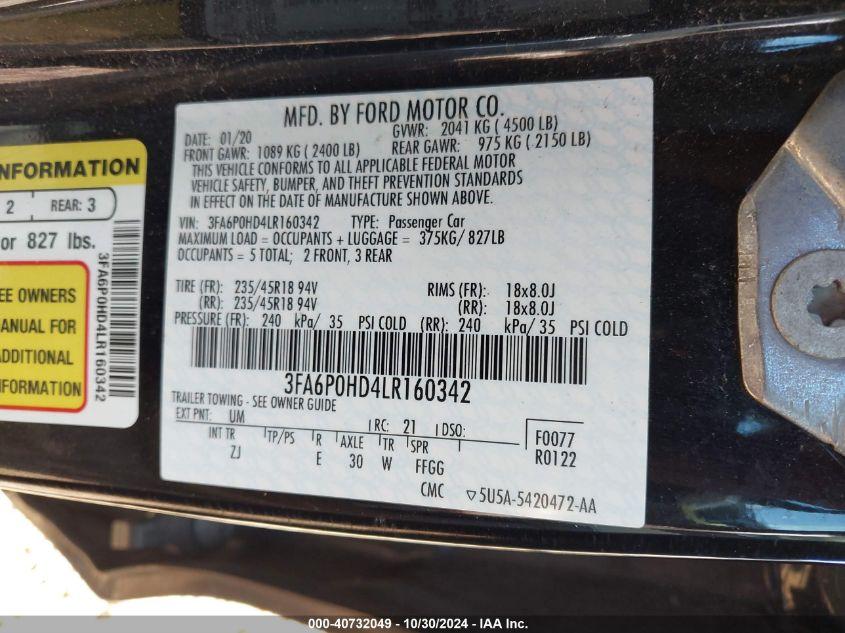 MFD. BY FORD MOTOR CO.
DATE: 01/20 GVWR: 2041 KG ( 4500 LB)
FRONT GAWR: 1089 KG ( 2400 LB) REAR GAWR: 975 KG ( 2150 LB)
THIS VEHICLE CONFORMS TO ALL APPLICABLE FEDERAL MOTOR
VEHICLE SAFETY, BUMPER, AND THEFT PREVENTION STANDARDS
IN EFFECT ON THE DATE OF MANUFACTURE SHOWN ABOVE.
VIN: 3FA6P0HD4LR160342 TYPE: Passenger Car
MAXIMUM LOAD = OCCUPANTS + LUGGAGE = 375KG/ 827LB
OCCUPANTS = 5 TOTAL; 2 FRONT, 3 REAR
TIRE (FR): 235/45R18 94V RIMS (FR): 18x8.0J
(RR): 235/45R18 94V (RR): 18x8.0J
PRESSURE (FR): 240 kPa/ 35 PSI COLD (RR): 240 kPa/ 35 PSI COLD
3FA6P0HD4LR160342
TRAILER TOWING - SEE OWNER GUIDE
EXT PNT: UM RC: 21 DSO: F0077
INT TR TP/PS R AXLE TR SPR R0122
ZJ E 30 W FFGG
CMC ▽5U5A-5420472-AA
NFORMATION
2 REAR: 3
or 827 lbs.
EE OWNERS
ANUAL FOR
ADDITIONAL
NFORMATION
3FA6P0HD4LR160342
000-40732049 - 10/30/2024 - IAA Inc.